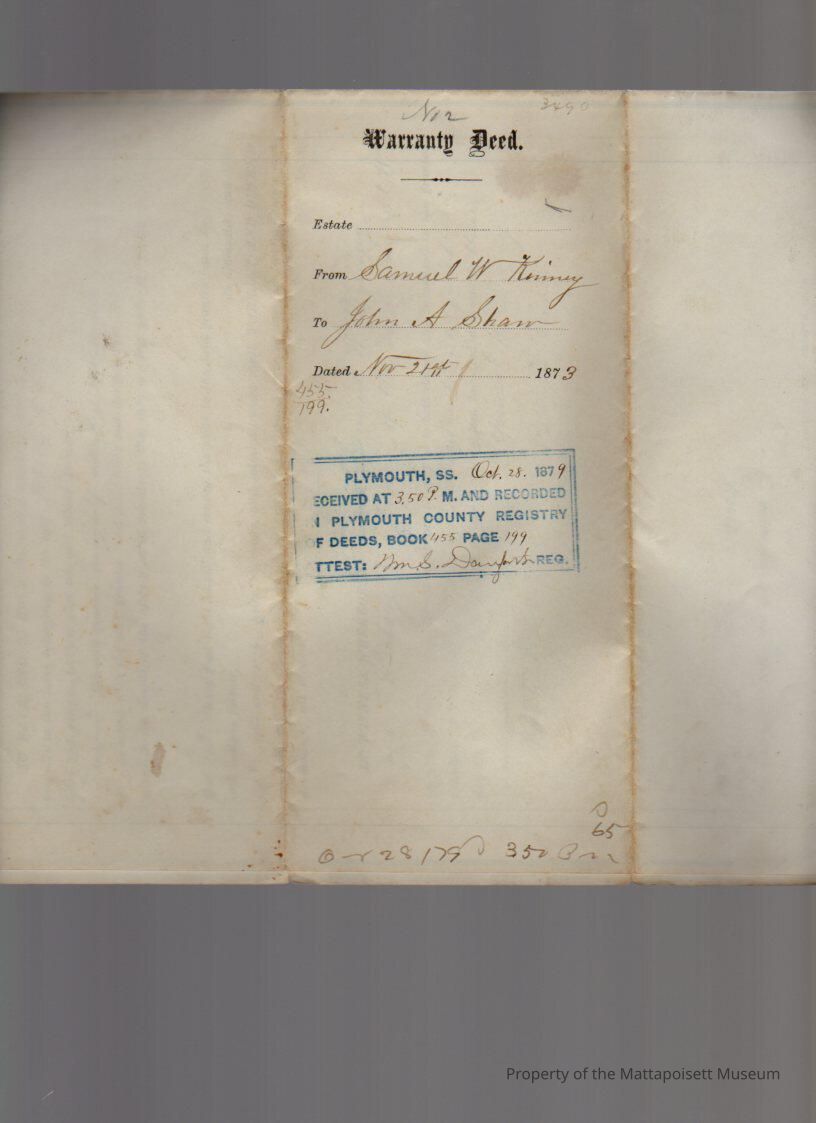 No 2
3490
Warranty Deed.
Estate
From Samuel W Kinney
To John A Shaw
Dated Nov 21st 1873
455
199.
PLYMOUTH, SS. Oct. 28. 1879
ECEIVED AT 3.50 P. M. AND RECORDED
N PLYMOUTH COUNTY REGISTRY
OF DEEDS, BOOK 455 PAGE 199
TTEST: Wm. S. Danforth REG.
65
28 1879 350 P m
Property of the Mattapoisett Museum